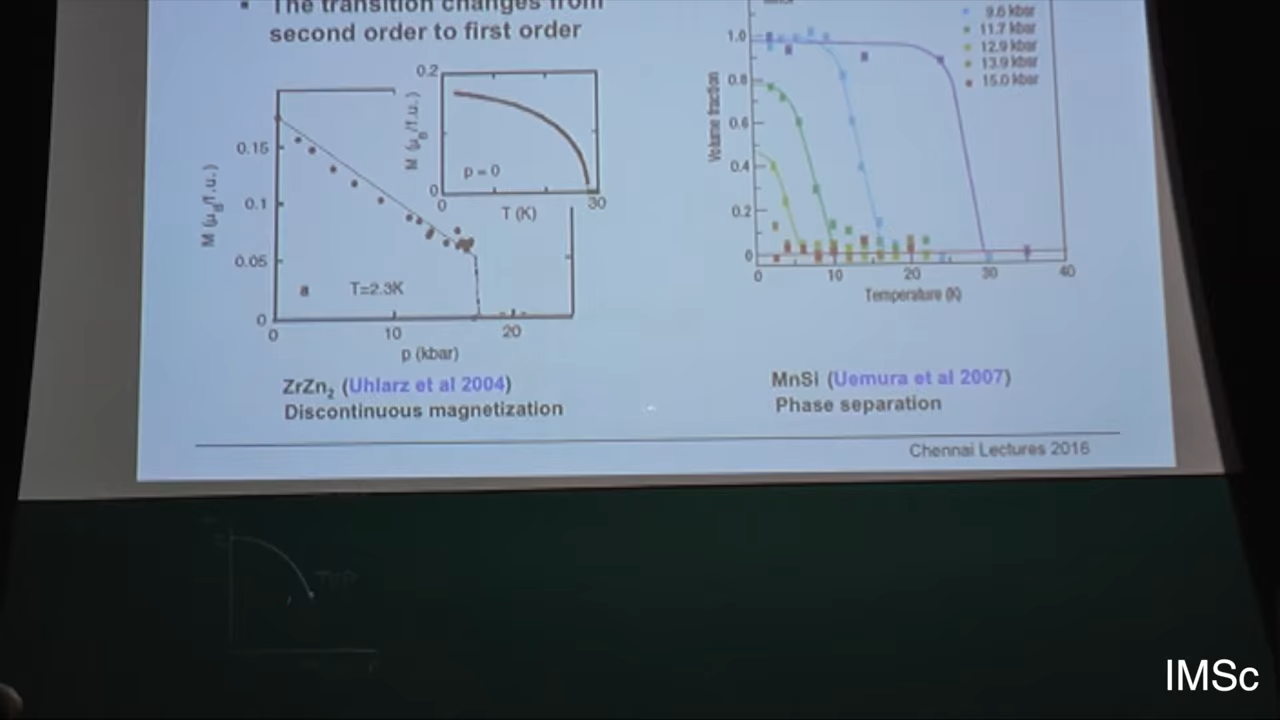 ▪ The transition changes from
second order to first order
M (μB/f.u.)
0.15
0.1
0.05
0
0
10
20
p (kbar)
T=2.3K
a
0.2
0
M (μB/f.u.)
p = 0
0
T (K)
30
ZrZn2 (Uhlarz et al 2004)
Discontinuous magnetization
Volume fraction
1.0
0.8
0.6
0.4
0.2
0
0
10
20
30
40
Temperature (K)
9.6 kbar
11.7 kbar
12.9 kbar
13.9 kbar
15.0 kbar
MnSi (Uemura et al 2007)
Phase separation
Chennai Lectures 2016
IMSc